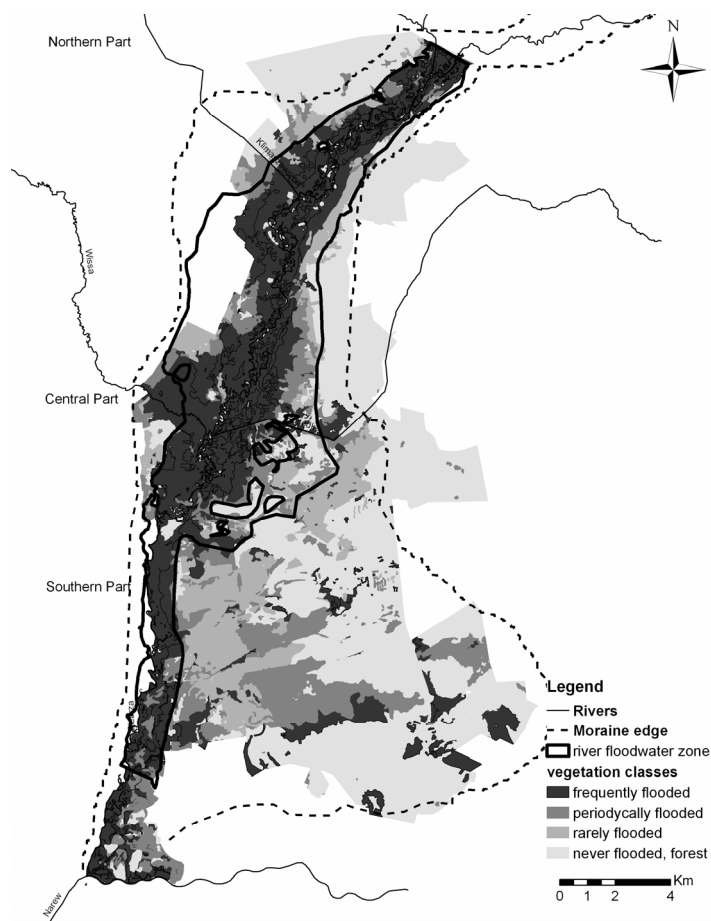 Northern Part
N
Wissa
Central Part
Southern Part
Legend
Rivers
Moraine edge
river floodwater zone
vegetation classes
frequently flooded
periodycally flooded
rarely flooded
never flooded, forest
Km
0 1 2 4
Narew